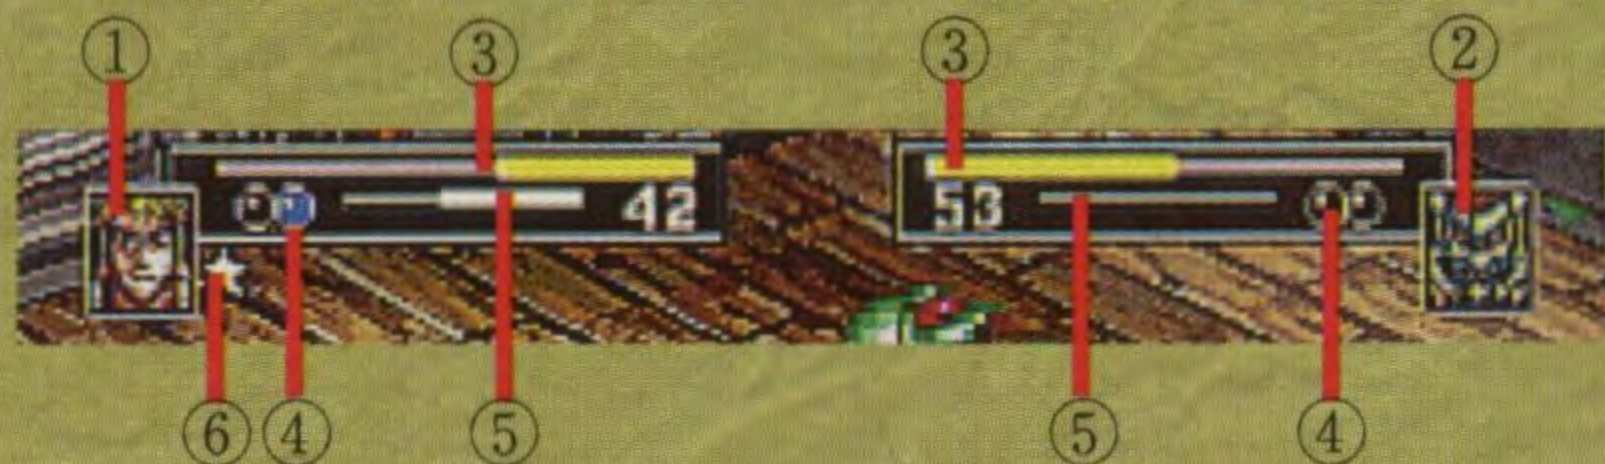 ① ③ ③ ②
42 53
⑥ ④ ⑤ ⑤ ④